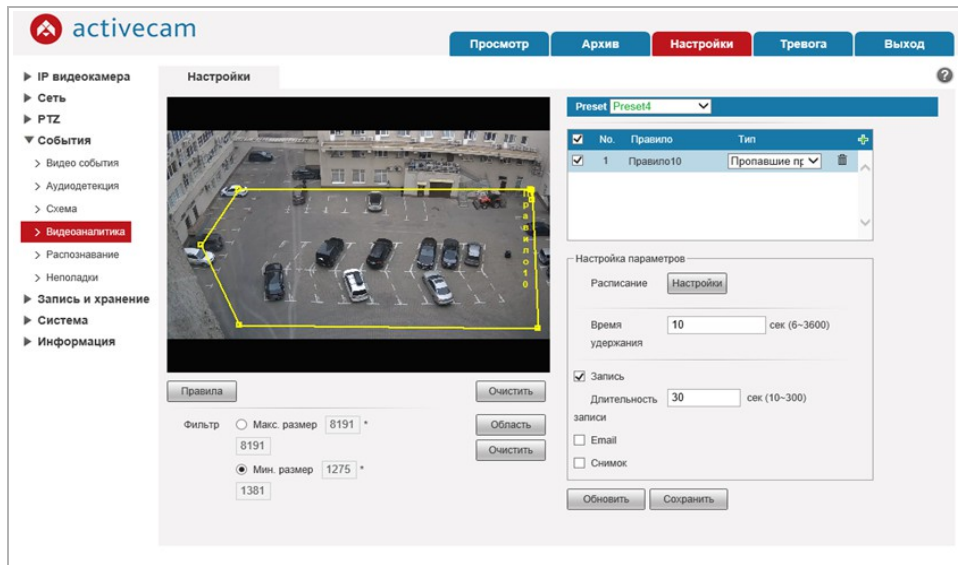 activecam
Просмотр
Архив
Настройки
Тревога
Выход
IP видеокамера
Сеть
PTZ
События
Видео события
Аудиодетекция
Схема
Видеоаналитика
Распознавание
Неполадки
Запись и хранение
Система
Информация
Настройки
?
Правило10
Правила
Очистить
Фильтр Макс. размер 8191 *
8191
Мин. размер 1275 *
1381
Область
Очистить
Preset Preset4
No. Правило Тип
1 Правило10 Пропавшие пр
Настройка параметров
Расписание Настройки
Время 10 сек (6~3600)
удержания
Запись
Длительность 30 сек (10~300)
записи
Email
Снимок
Обновить Сохранить